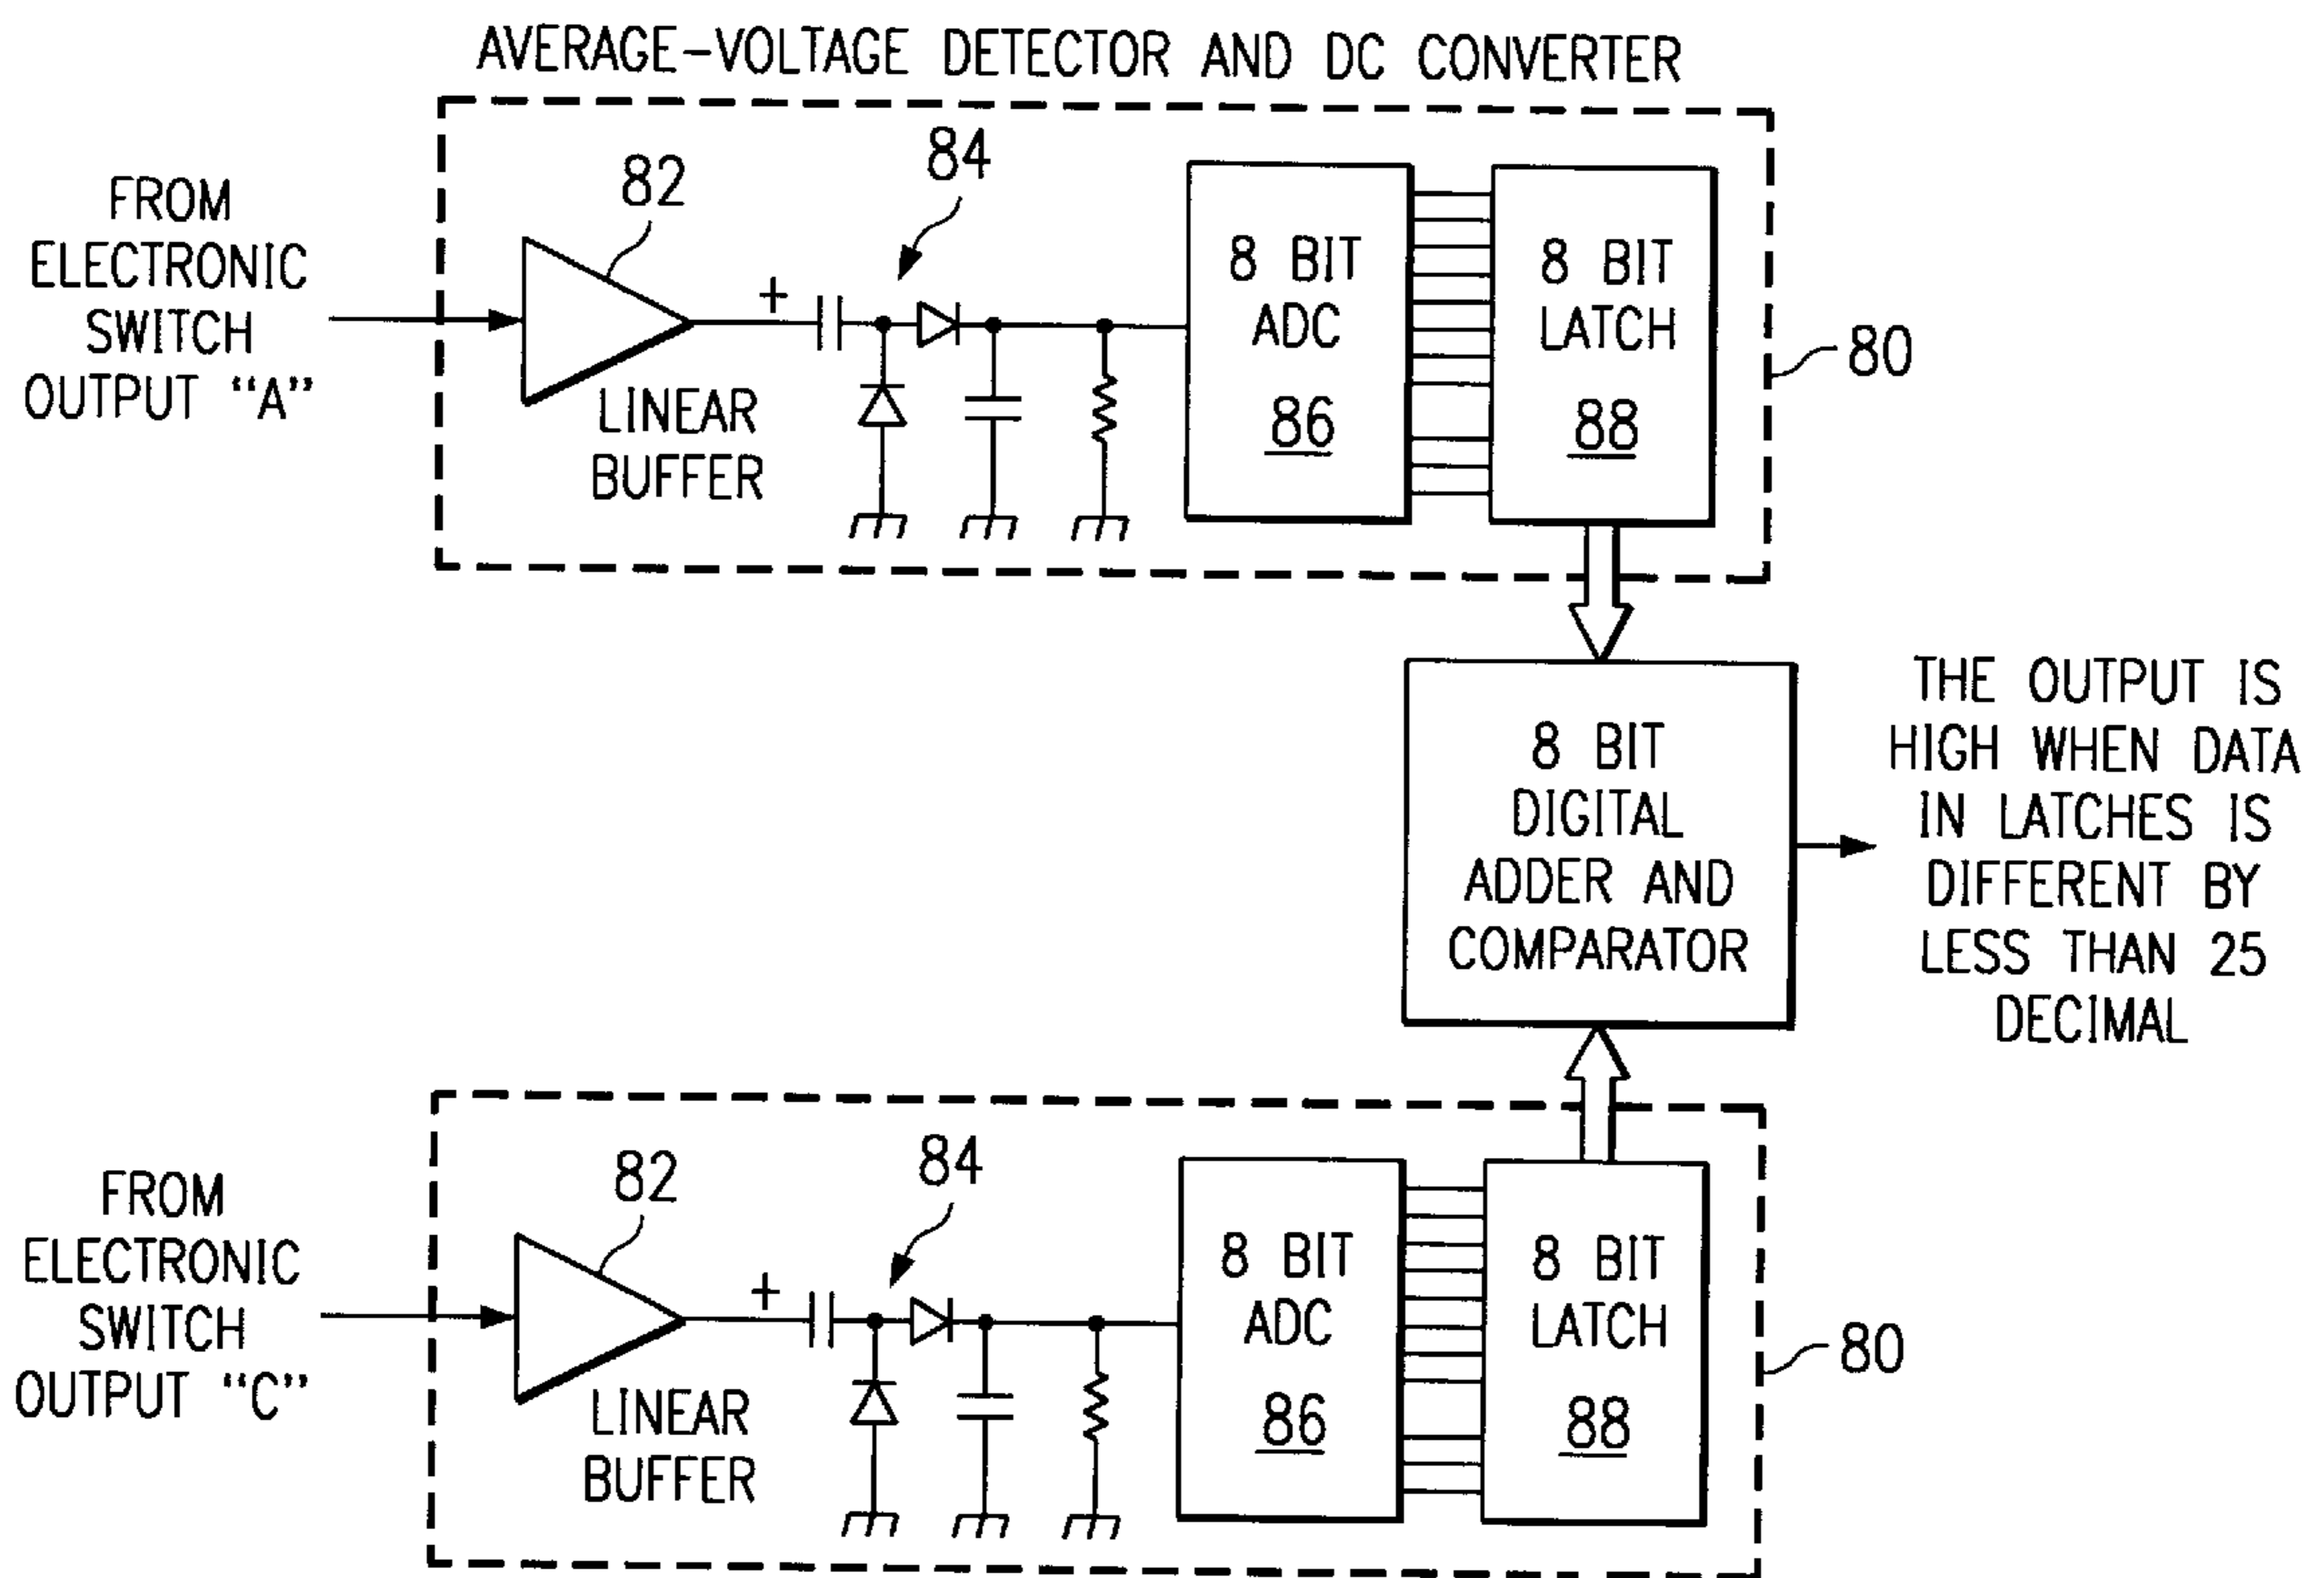 AVERAGE-VOLTAGE DETECTOR AND DC CONVERTER
FROM
ELECTRONIC
SWITCH
OUTPUT "A"
82
84
+
LINEAR
BUFFER
8 BIT
ADC
86
8 BIT
LATCH
88
80
8 BIT
DIGITAL
ADDER AND
COMPARATOR
THE OUTPUT IS
HIGH WHEN DATA
IN LATCHES IS
DIFFERENT BY
LESS THAN 25
DECIMAL
FROM
ELECTRONIC
SWITCH
OUTPUT "C"
82
84
+
LINEAR
BUFFER
8 BIT
ADC
86
8 BIT
LATCH
88
80